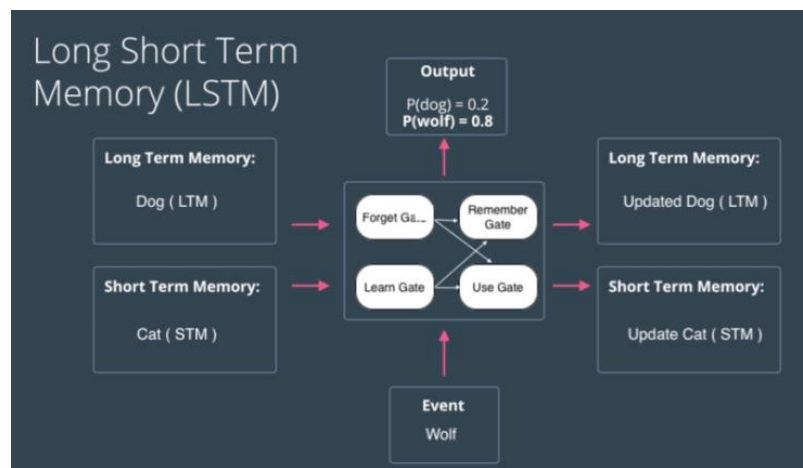 Long Short Term
Memory (LSTM)
Output
P(dog) = 0.2
P(wolf) = 0.8
Long Term Memory:
Dog ( LTM )
Long Term Memory:
Updated Dog ( LTM )
Forget Ga...
Remember
Gate
Short Term Memory:
Cat ( STM )
Learn Gate
Use Gate
Short Term Memory:
Update Cat ( STM )
Event
Wolf